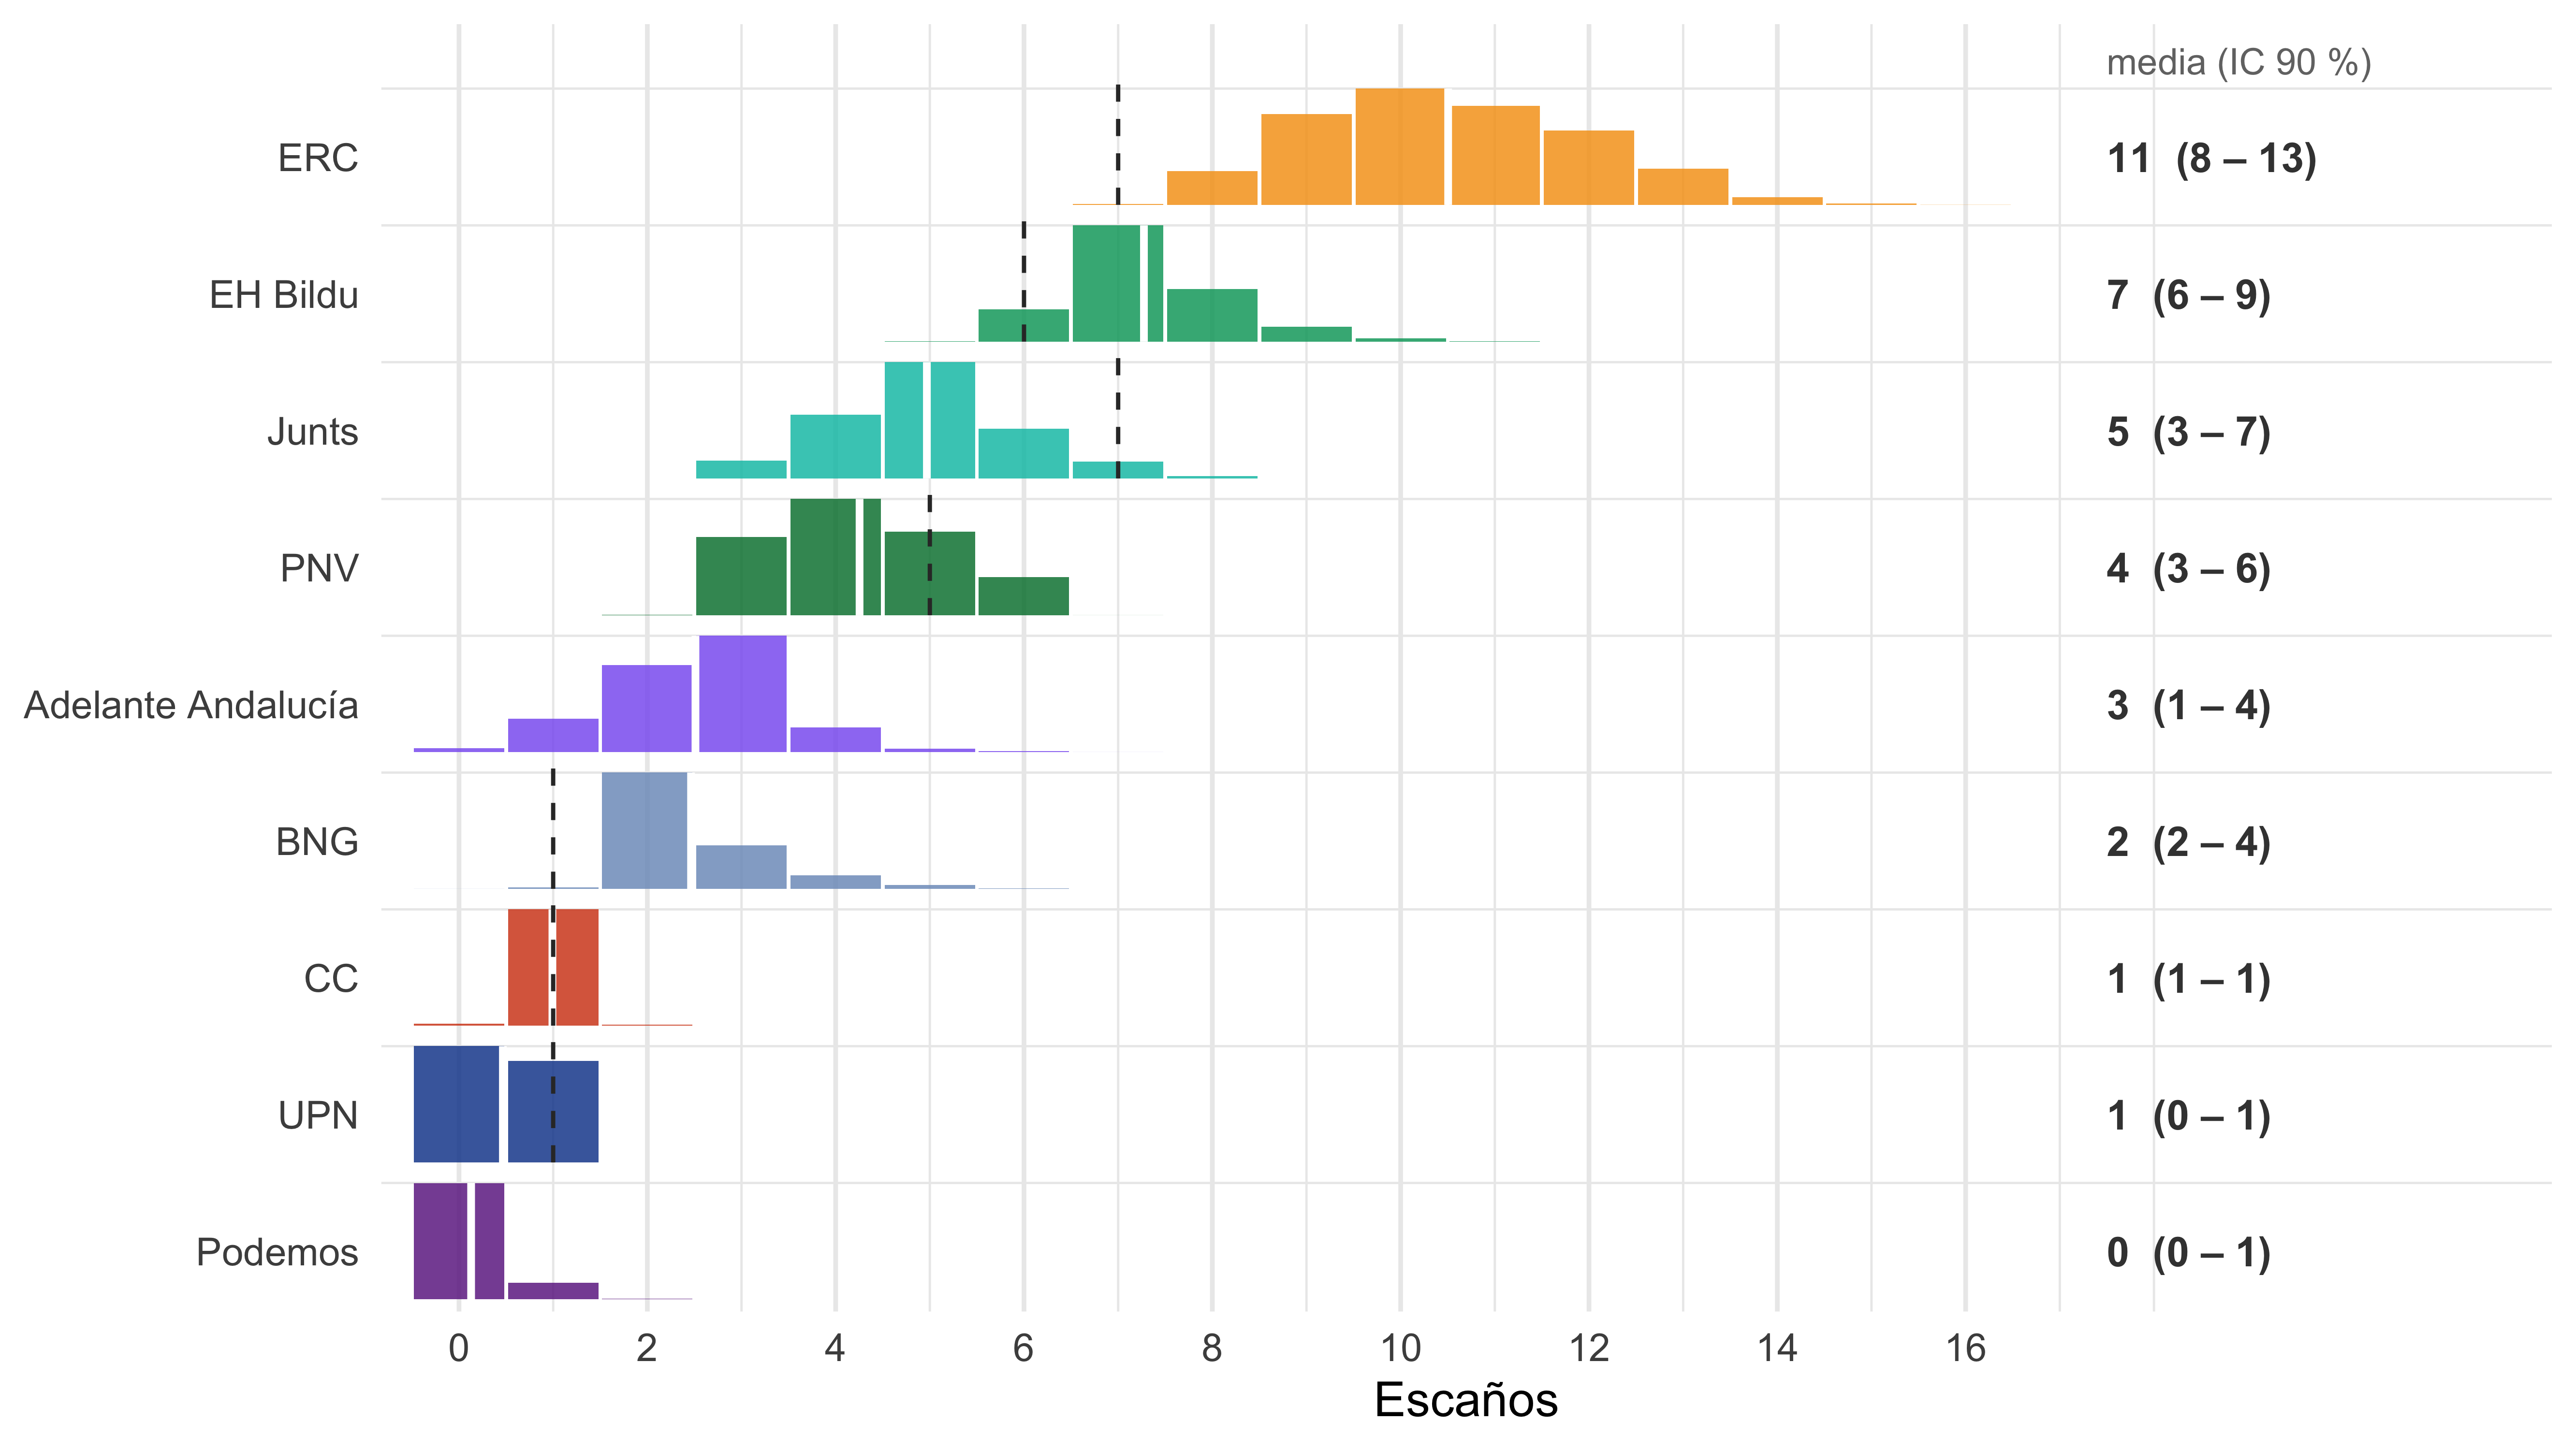 media (IC 90 %)
ERC 11 (8 – 13)
EH Bildu 7 (6 – 9)
Junts 5 (3 – 7)
PNV 4 (3 – 6)
Adelante Andalucía 3 (1 – 4)
BNG 2 (2 – 4)
CC 1 (1 – 1)
UPN 1 (0 – 1)
Podemos 0 (0 – 1)
0 2 4 6 8 10 12 14 16
Escaños